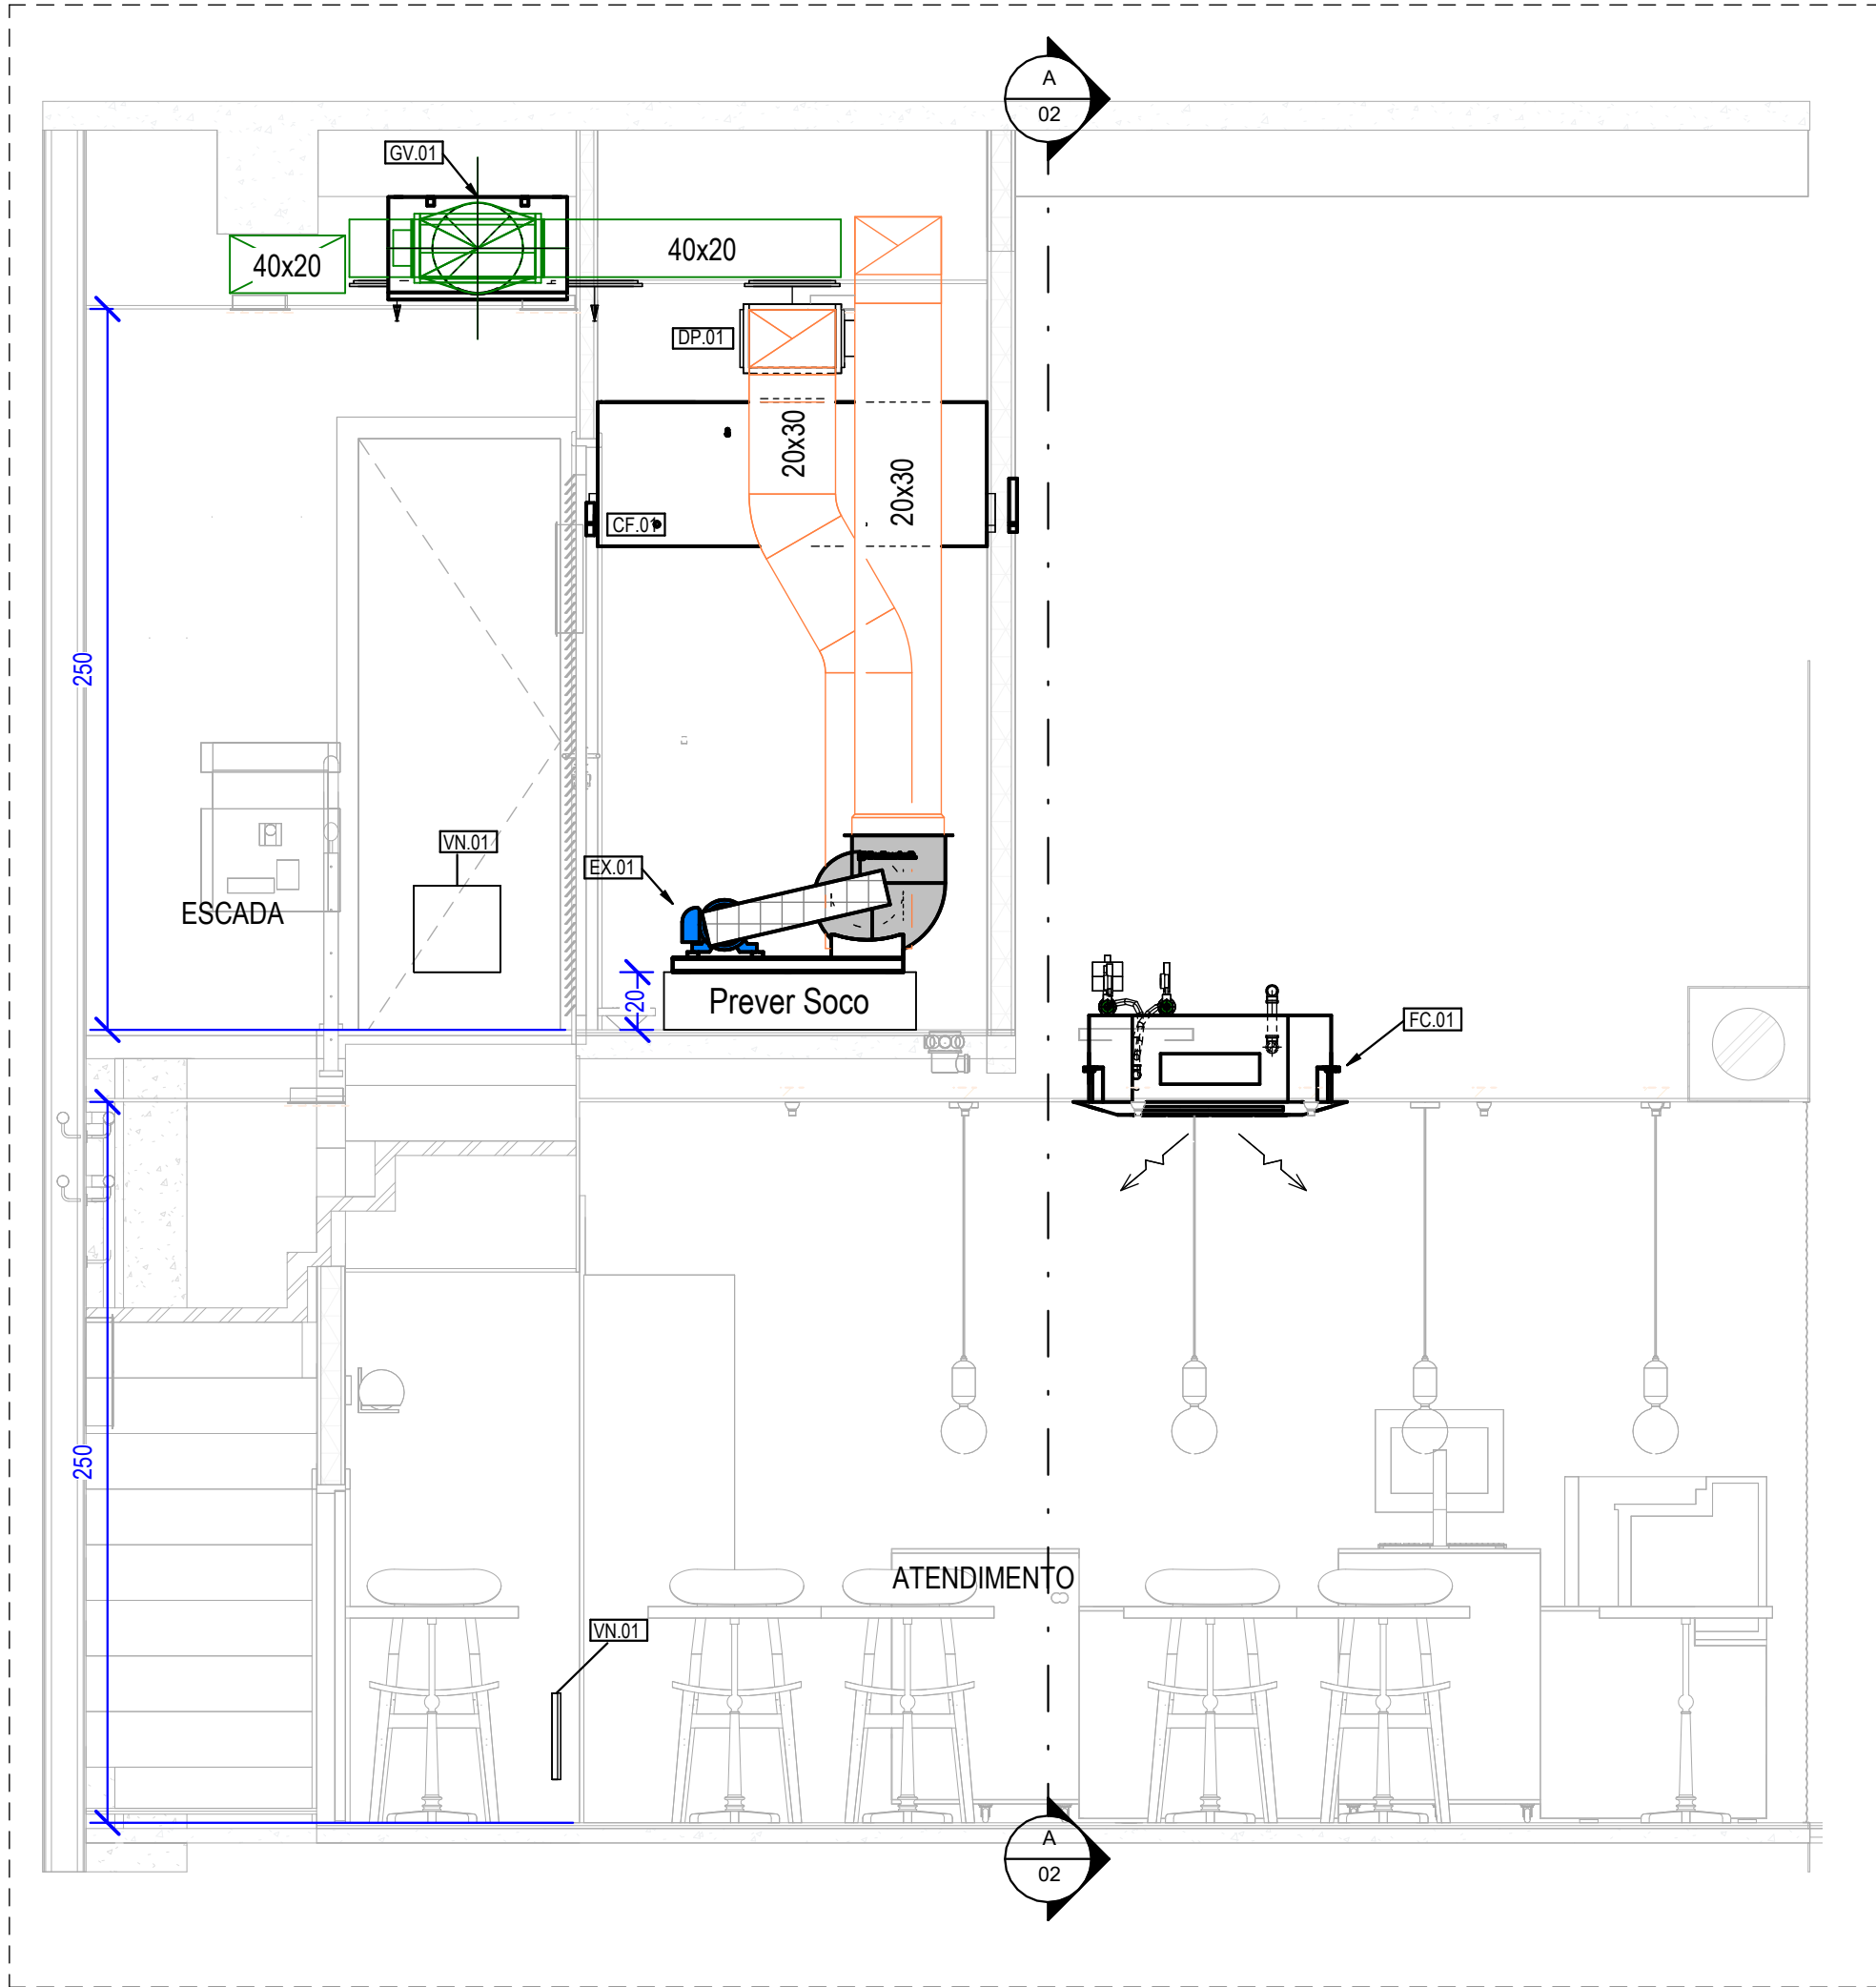 A
02
GV.01
40x20
40x20
DP.01
20x30
20x30
CF.01
250
VN.01
EX.01
ESCADA
20
Prever Soco
FC.01
250
ATENDIMENTO
VN.01
A
02